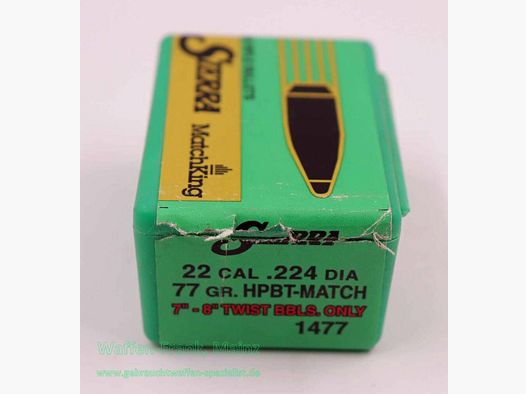 SIERRA
MatchKing
SIERRA
22 CAL .224 DIA
77 GR. HPBT-MATCH
7" - 8" TWIST BBLS. ONLY
1477
Waffen Frank, Mainz
www.gebrauchtwaffen-spezialist.de